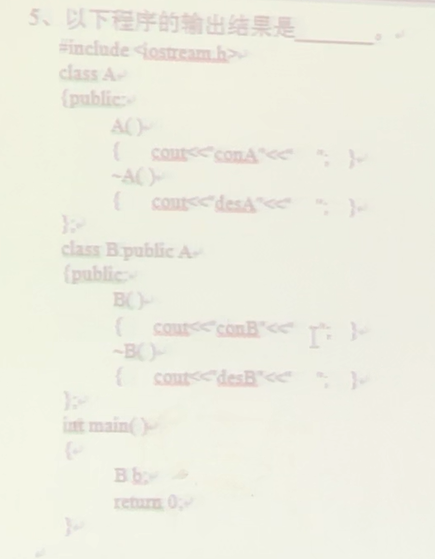 5、以下程序的输出结果是________。
#include <iostream.h>
class A
{public:
A( )
{ cout<<"conA"<<" "; }
~A( )
{ cout<<"desA"<<" "; }
};
class B:public A
{public:
B( )
{ cout<<"conB"<<" "; }
~B( )
{ cout<<"desB"<<" "; }
};
int main( )
{
B b;
return 0;
}